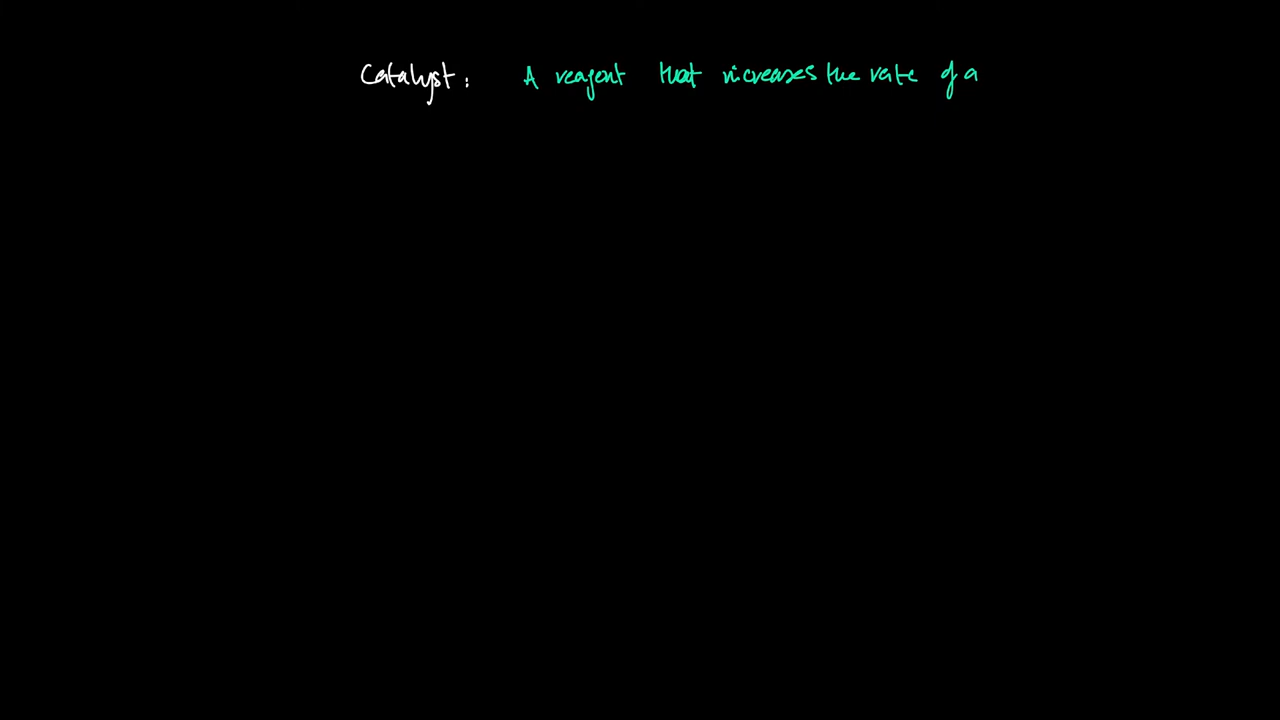 Catalyst: A reagent that increases the rate of a